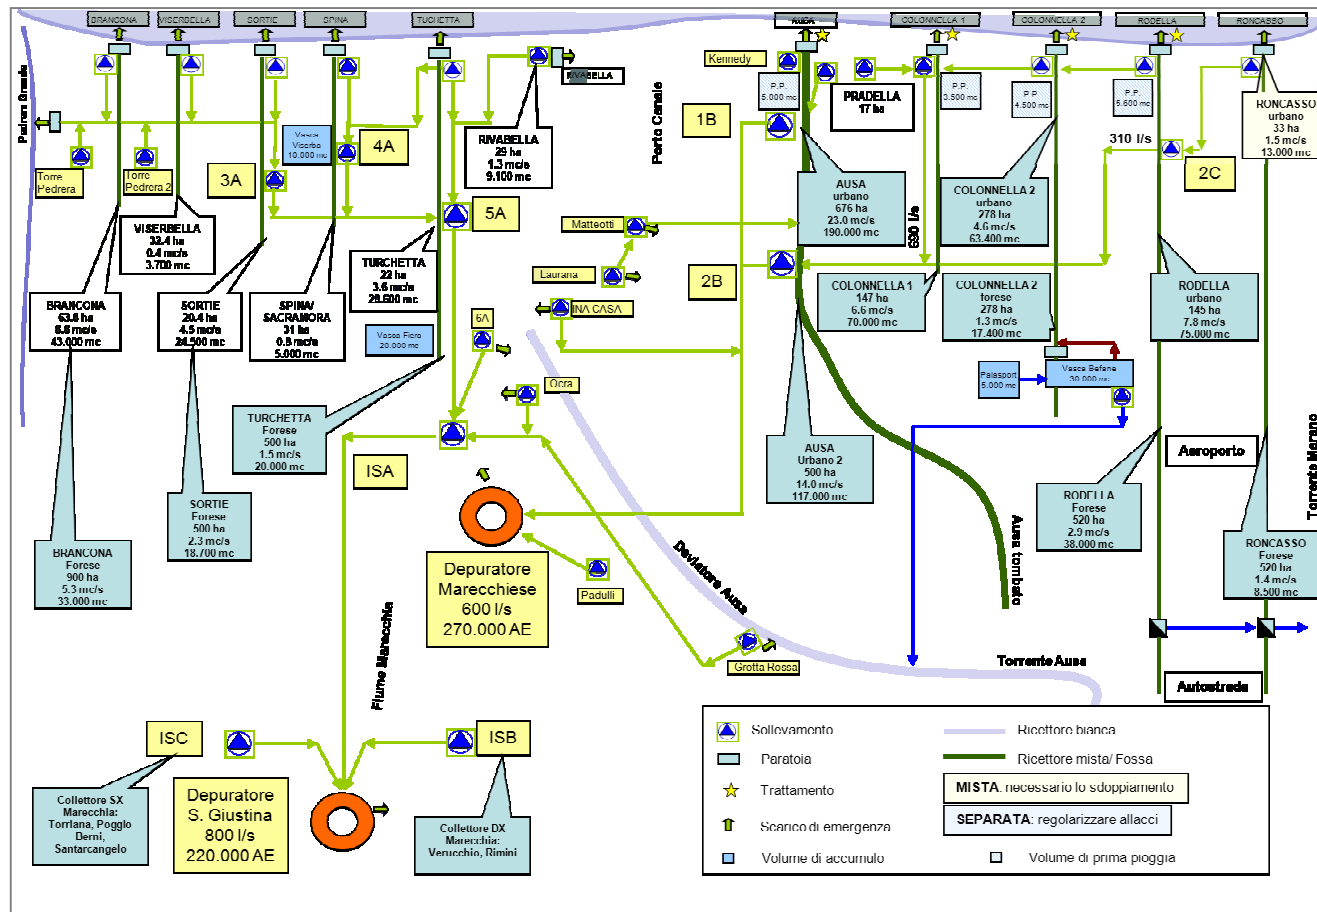 BRANCONA
VISERBELLA
SORTIE
SPINA
TUCHETTA
AUSA
COLONNELLA 1
COLONNELLA 2
RODELLA
RONCASSO
Kennedy
P.P.
5.000 mc
PRADELLA
17 ha
P.P.
3.500 mc
P.P
4.500 mc
P.P.
5.600 mc
RIVABELLA
RONCASSO
urbano
33 ha
1.5 mc/s
13.000 mc
Porto Canale
1B
310 l/s
2C
Vasca
Viserba
10.000 mc
4A
3A
RIVABELLA
29 ha
1.3 mc/s
9.100 mc
Torre
Pedrera
Torre
Pedrera 2
5A
AUSA
urbano
676 ha
23.0 mc/s
190.000 mc
690 l/s
COLONNELLA 2
urbano
278 ha
4.6 mc/s
63.400 mc
VISERBELLA
32.4 ha
0.4 mc/s
3.700 mc
Matteotti
Laurana
2B
TURCHETTA
22 ha
3.6 mc/s
28.600 mc
BRANCONA
63.8 ha
8.8 mc/s
43.000 mc
SORTIE
20.4 ha
4.5 mc/s
24.500 mc
SPINA/
SACRAMORA
31 ha
0.8 mc/s
5.000 mc
COLONNELLA 1
147 ha
6.6 mc/s
70.000 mc
COLONNELLA 2
forese
278 ha
1.3 mc/s
17.400 mc
RODELLA
urbano
145 ha
7.8 mc/s
75.000 mc
INA CASA
6A
Vasca Fiera
20.000 mc
Ocra
Palasport
5.000 mc
Vasca Befane
30.000 mc
TURCHETTA
Forese
500 ha
1.5 mc/s
20.000 mc
ISA
AUSA
Urbano 2
500 ha
14.0 mc/s
117.000 mc
Aeroporto
Torrente Marano
SORTIE
Forese
500 ha
2.3 mc/s
18.700 mc
RODELLA
Forese
520 ha
2.9 mc/s
38.000 mc
Ausa tombato
BRANCONA
Forese
900 ha
5.3 mc/s
33.000 mc
RONCASSO
Forese
520 ha
1.4 mc/s
8.500 mc
Depuratore
Marecchiese
600 l/s
270.000 AE
Padulli
Deviatore Ausa
Fiume Marecchia
Grotta Rossa
Torrente Ausa
Autostrada
ISC
ISB
Collettore SX
Marecchia:
Torriana, Poggio
Berni,
Santarcangelo
Depuratore
S. Giustina
800 l/s
220.000 AE
Collettore DX
Marecchia:
Verucchio, Rimini
Sollevamento
Paratoia
Trattamento
Scarico di emergenza
Volume di accumulo
Ricettore bianca
Ricettore mista/ Fossa
MISTA: necessario lo sdoppiamento
SEPARATA: regolarizzare allacci
Volume di prima pioggia